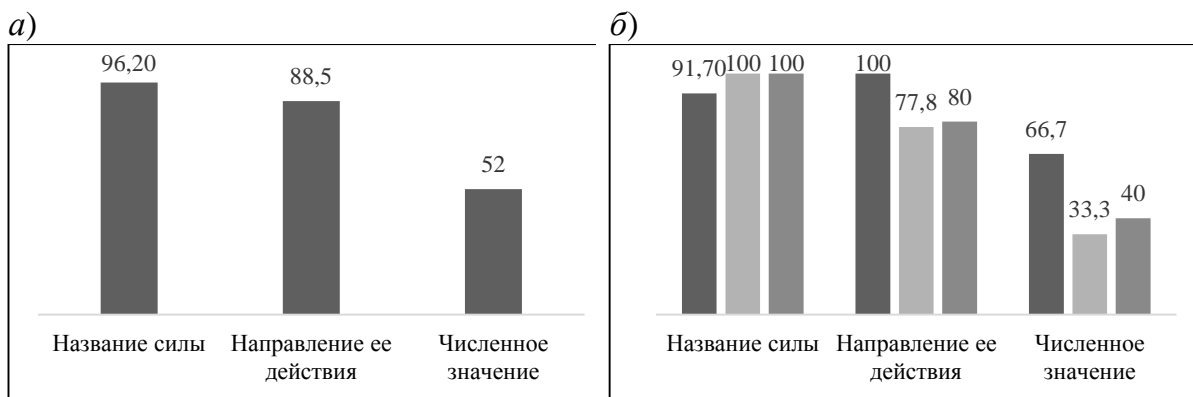 а)
96,20
88,5
52
Название силы
Направление ее
действия
Численное
значение
б)
91,70 100 100
100
77,8 80
66,7
33,3 40
Название силы
Направление ее
действия
Численное
значение